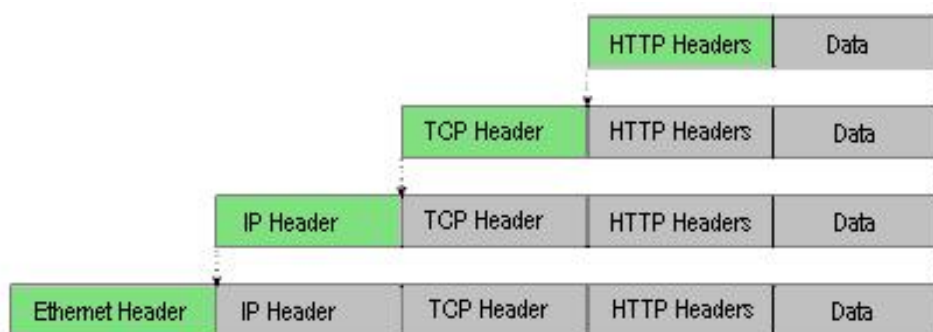 HTTP Headers Data
TCP Header HTTP Headers Data
IP Header TCP Header HTTP Headers Data
Ethernet Header IP Header TCP Header HTTP Headers Data